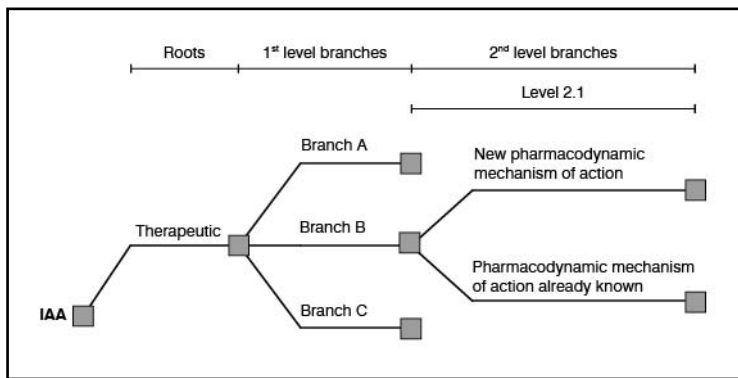 Roots
1st level branches
2nd level branches
Level 2.1
Branch A
New pharmacodynamic
mechanism of action
Therapeutic
Branch B
Pharmacodynamic mechanism
of action already known
IAA
Branch C